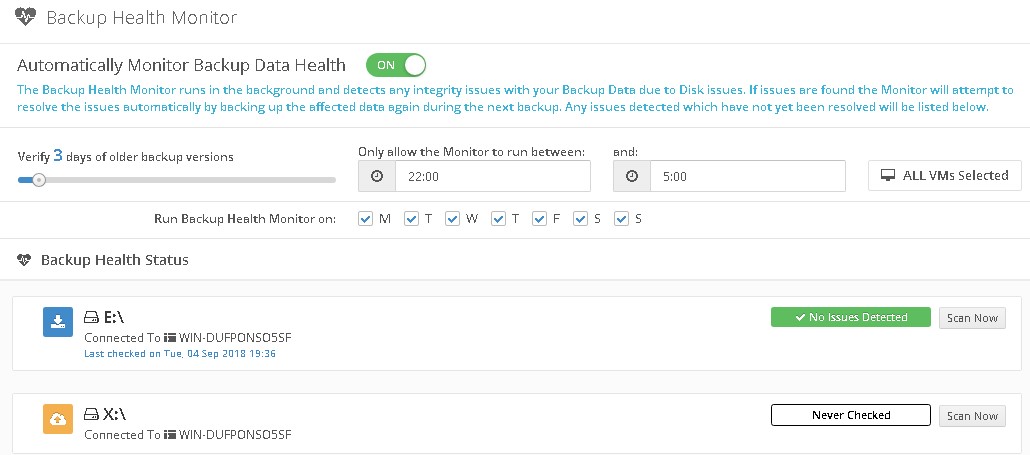 Backup Health Monitor
Automatically Monitor Backup Data Health ON
The Backup Health Monitor runs in the background and detects any integrity issues with your Backup Data due to Disk issues. If issues are found the Monitor will attempt to
resolve the issues automatically by backing up the affected data again during the next backup. Any issues detected which have not yet been resolved will be listed below.
Verify 3 days of older backup versions
Only allow the Monitor to run between: and:
22:00 5:00 ALL VMs Selected
Run Backup Health Monitor on: M T W T F S S
Backup Health Status
E:\
Connected To WIN-DUFPONSO5SF
Last checked on Tue, 04 Sep 2018 19:36
No Issues Detected Scan Now
X:\
Connected To WIN-DUFPONSO5SF
Never Checked Scan Now